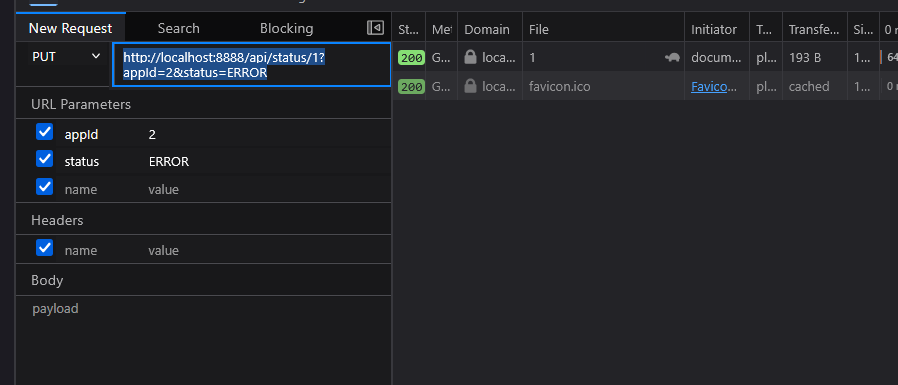 New Request Search Blocking
PUT http://localhost:8888/api/status/1?
appId=2&status=ERROR
URL Parameters
appId 2
status ERROR
name value
Headers
name value
Body
payload
St... Me Domain File Initiator T... Transfe... Si... 0 m
200 G... loca... 1 docum... pl... 193 B 1... 64
200 G... loca... favicon.ico Favico... pl... cached 1... 0 m